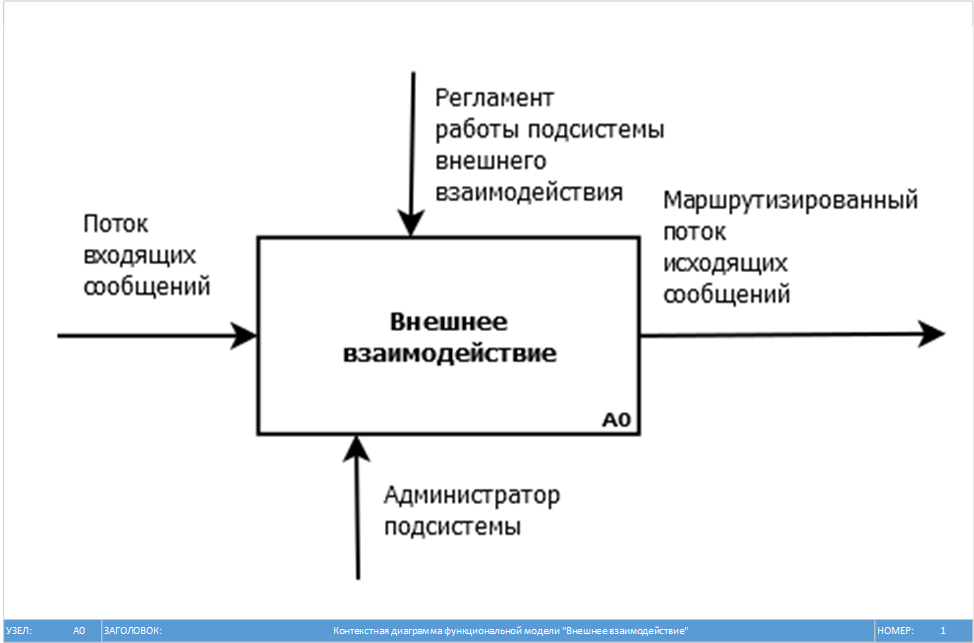 Регламент
работы подсистемы
внешнего
взаимодействия
Маршрутизированный
поток
исходящих
сообщений
Поток
входящих
сообщений
Внешнее
взаимодействие
A0
Администратор
подсистемы
УЗЕЛ: A0 ЗАГОЛОВОК: Контекстная диаграмма функциональной модели "Внешнее взаимодействие" НОМЕР: 1